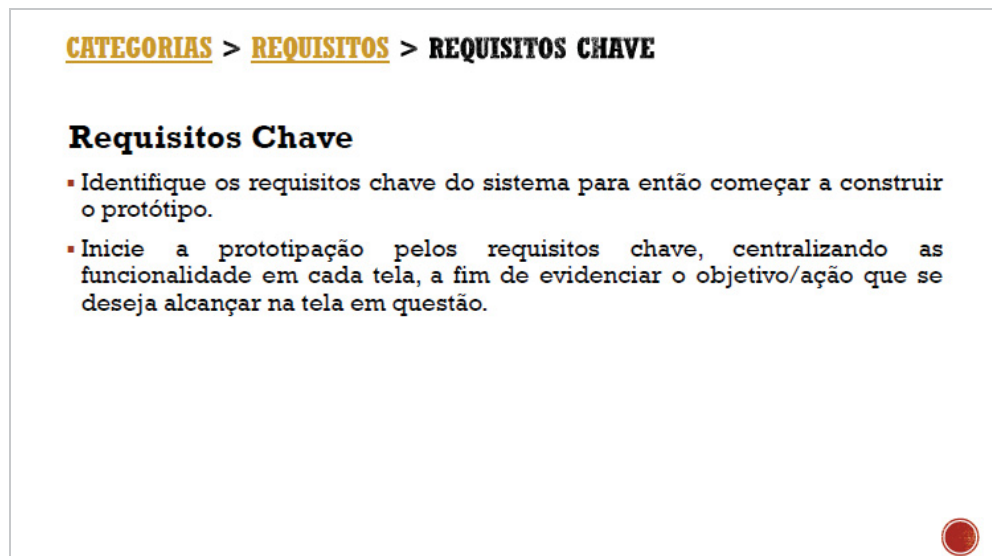 CATEGORIAS > REQUISITOS > REQUISITOS CHAVE
Requisitos Chave
▪ Identifique os requisitos chave do sistema para então começar a construir
o protótipo.
▪ Inicie a prototipação pelos requisitos chave, centralizando as
funcionalidade em cada tela, a fim de evidenciar o objetivo/ação que se
deseja alcançar na tela em questão.